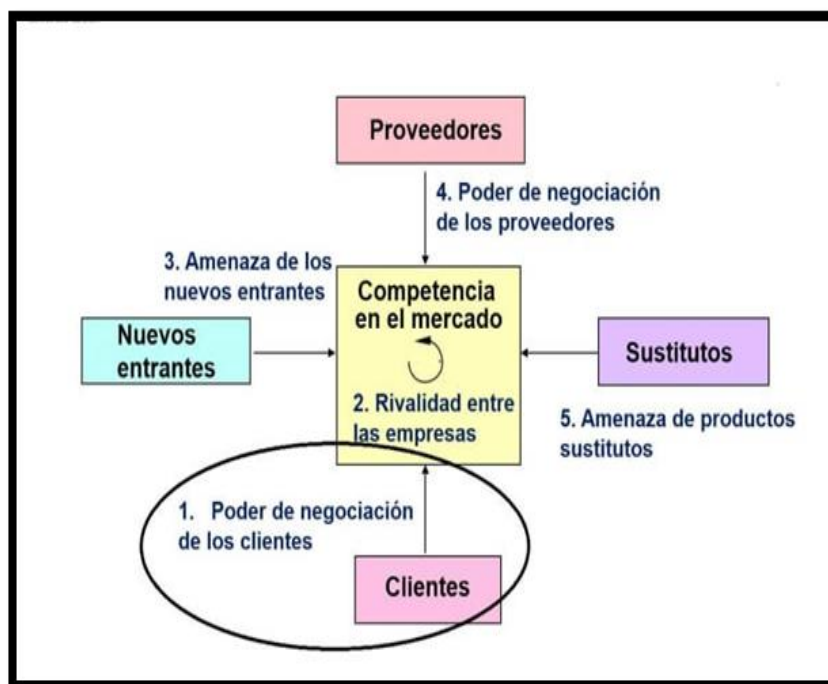 Proveedores
4. Poder de negociación
de los proveedores
3. Amenaza de los
nuevos entrantes
Competencia
en el mercado
Nuevos
entrantes
Sustitutos
2. Rivalidad entre
las empresas
5. Amenaza de productos
sustitutos
1. Poder de negociación
de los clientes
Clientes